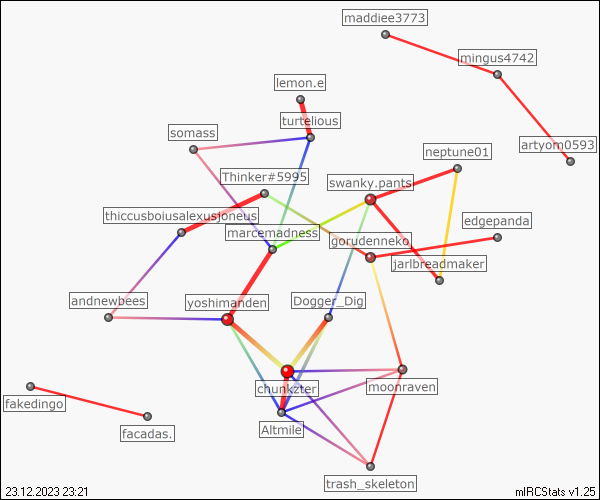 maddiee3773
mingus4742
lemon.e
turtelious
somass
artyom0593
neptune01
Thinker#5995
swanky.pants
thiccusboiusalexusjoneus
edgepanda
marcemadness
goudenneko
jarlbreadmaker
andnewbees
yoshimanden
Dogger_Dig
chunkzter
moonraven
fakedingo
Altmile
facadas.
trash_skeleton
23.12.2023 23:21
mIRCStats v1.25